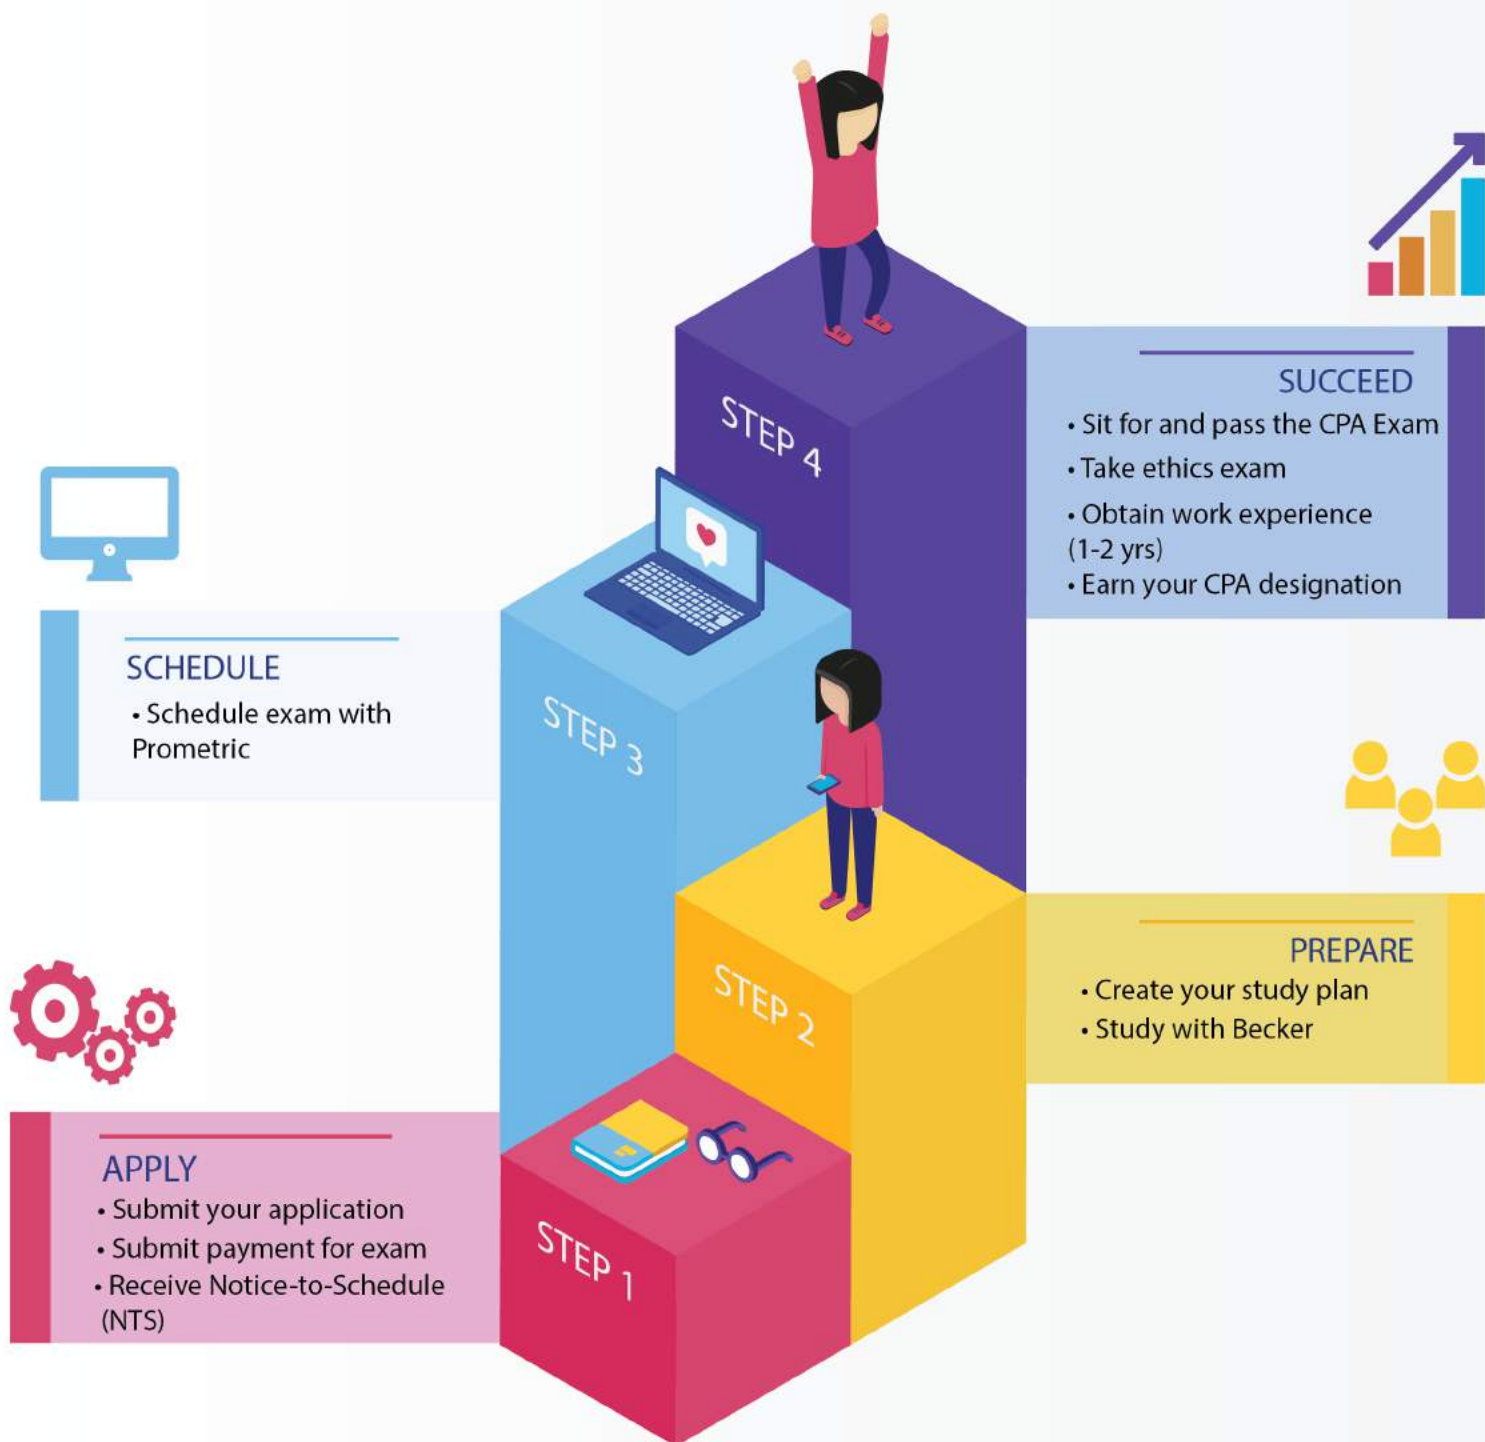 STEP 4
SUCCEED
• Sit for and pass the CPA Exam
• Take ethics exam
• Obtain work experience
(1-2 yrs)
• Earn your CPA designation
SCHEDULE
• Schedule exam with
Prometric
STEP 3
PREPARE
• Create your study plan
• Study with Becker
STEP 2
APPLY
• Submit your application
• Submit payment for exam
• Receive Notice-to-Schedule
(NTS)
STEP 1